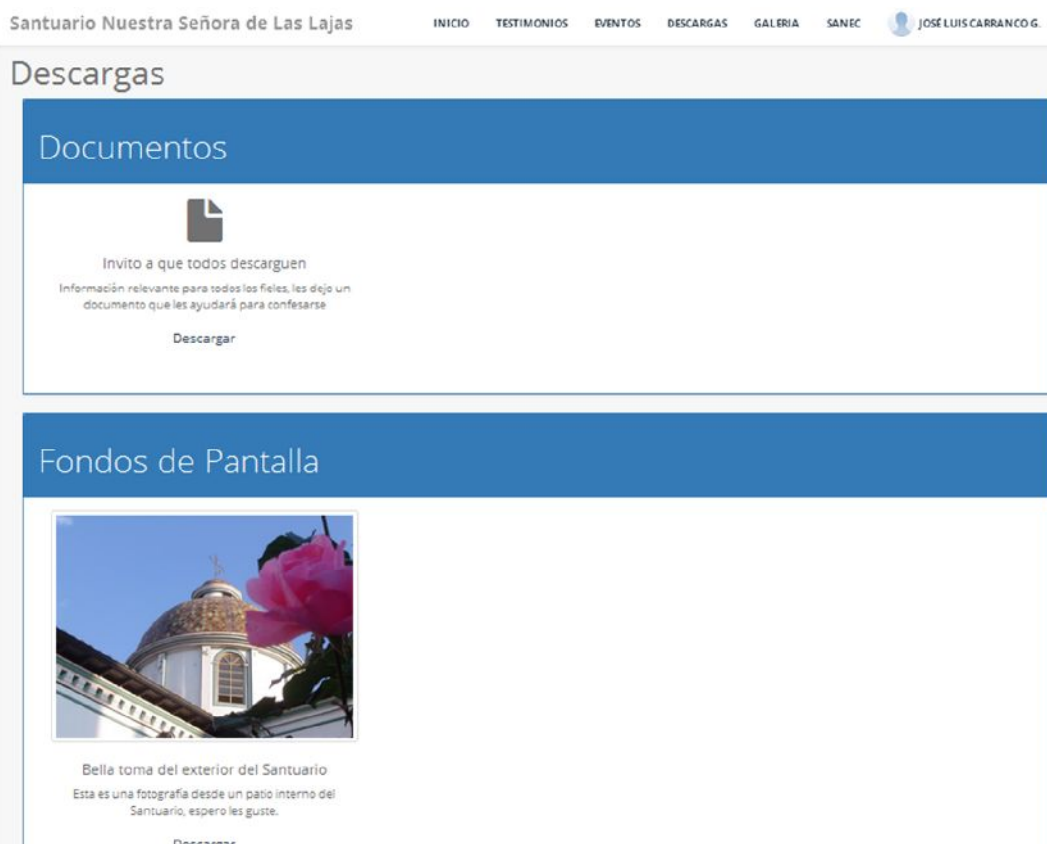 Santuario Nuestra Señora de Las Lajas
INICIO TESTIMONIOS EVENTOS DESCARGAS GALERIA SANEC JOSÉ LUIS CARRANCO G.
Descargas
Documentos
Invito a que todos descarguen
Información relevante para todos los fieles, les dejo un
documento que les ayudará para confesarse
Descargar
Fondos de Pantalla
Bella toma del exterior del Santuario
Esta es una fotografía desde un patio interno del
Santuario, espero les guste.
Descargar